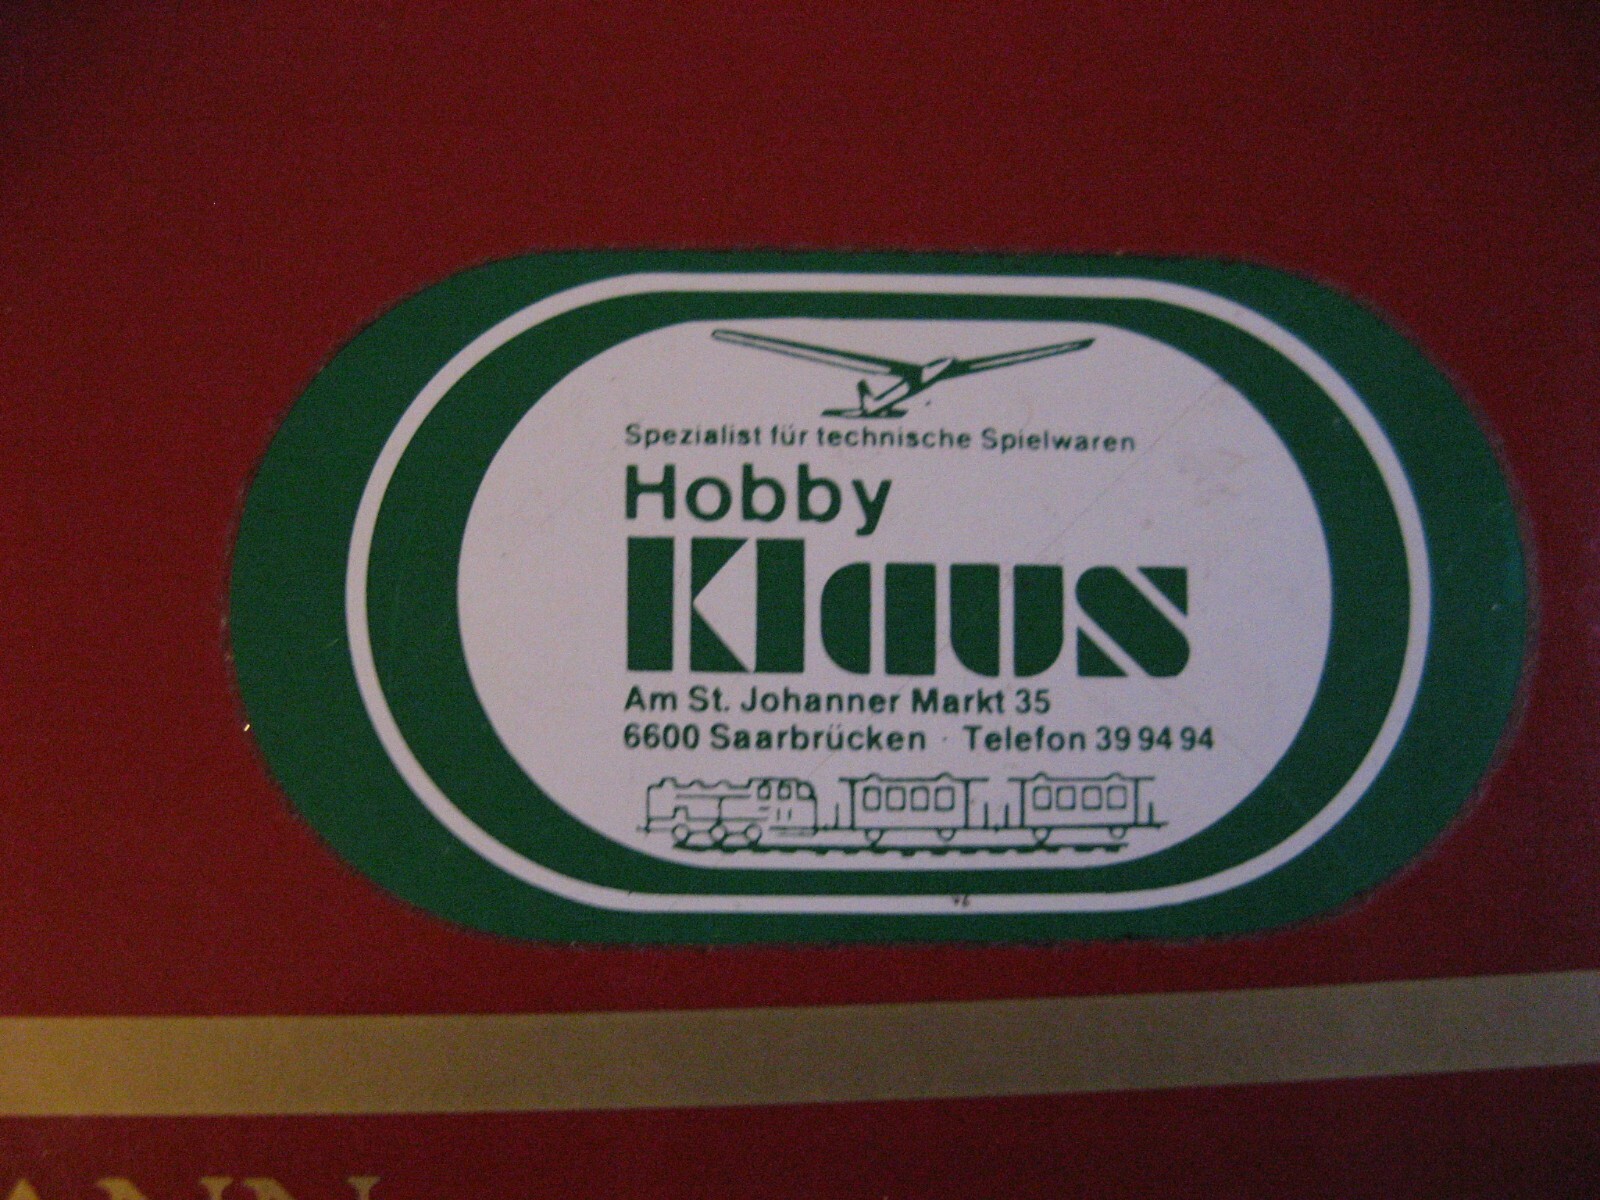 Spezialist für technische Spielwaren
Hobby
Klaus
Am St. Johanner Markt 35
6600 Saarbrücken · Telefon 39 94 94